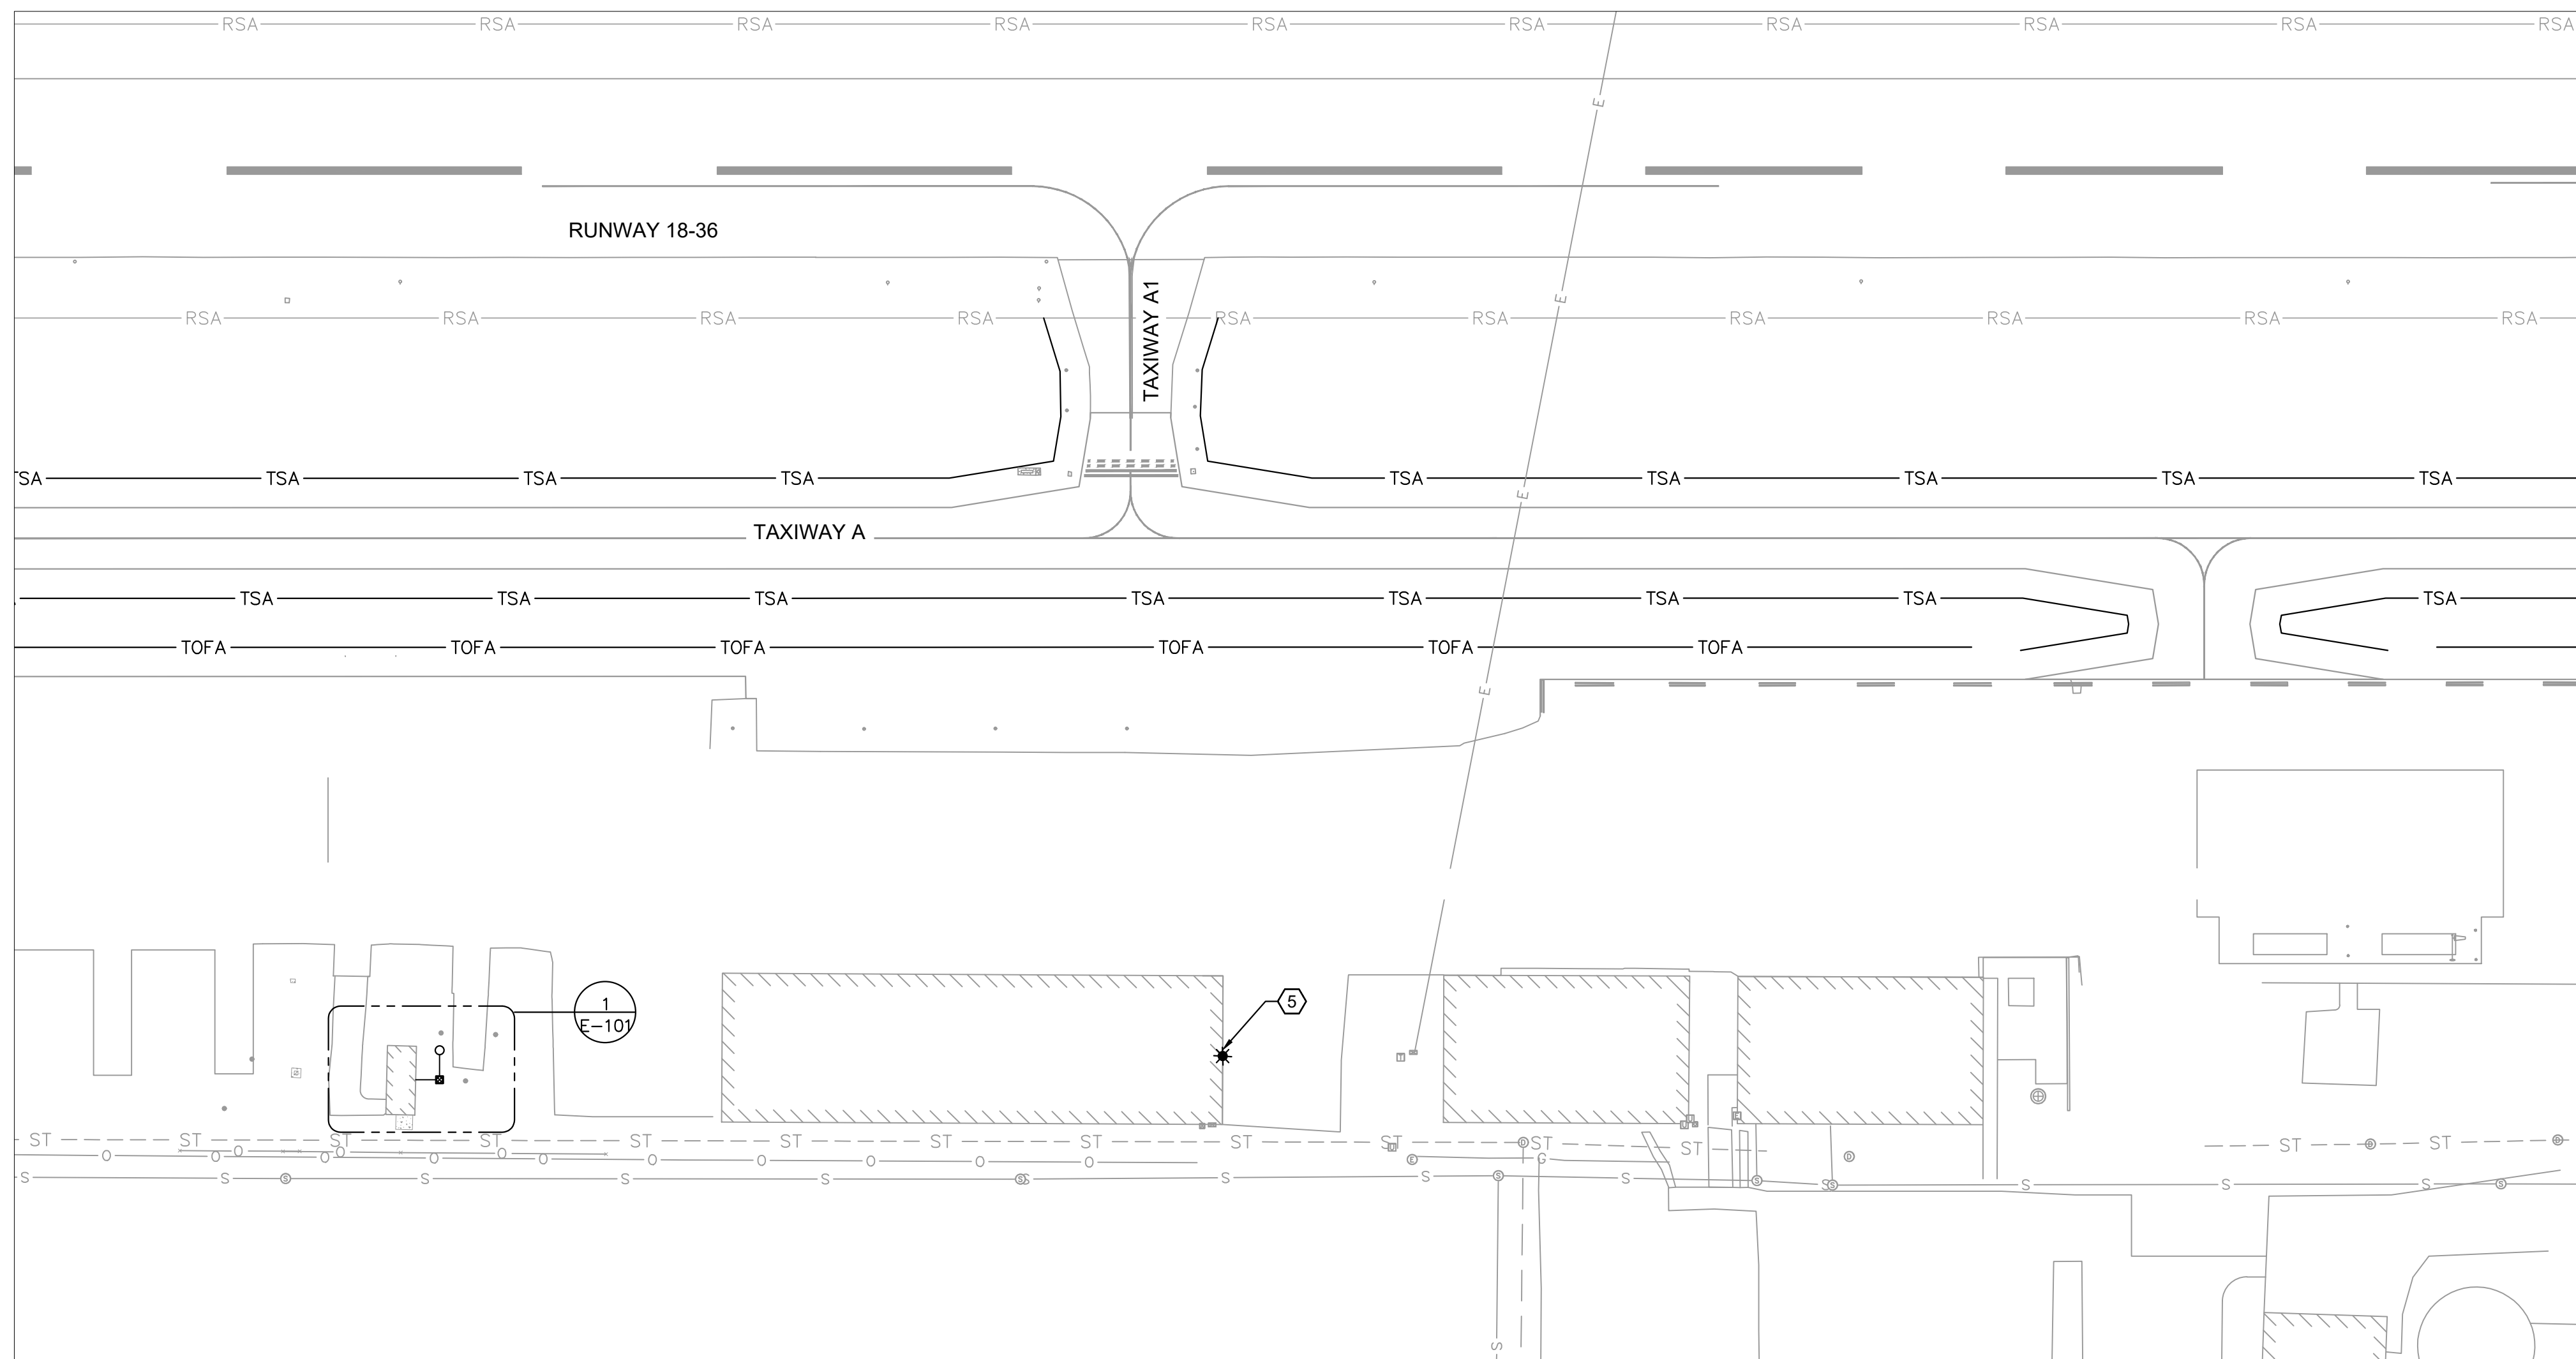 RSA RSA RSA RSA RSA RSA RSA RSA RSA RSA
E
RUNWAY 18-36
TAXIWAY A1
E
RSA RSA RSA RSA RSA RSA RSA RSA RSA RSA
TSA TSA TSA TSA TSA TSA TSA TSA TSA
E
TAXIWAY A
TSA TSA TSA TSA TSA TSA TSA TSA
TOFA TOFA TOFA TOFA TOFA TOFA
E
1
E-101
5
T
E
ST ST ST ST ST ST ST ST ST ST D ST ST ST D ST D
O O O O O O O O O O O O E G D
S S S S S S S S S S S S S S S S S S S
S